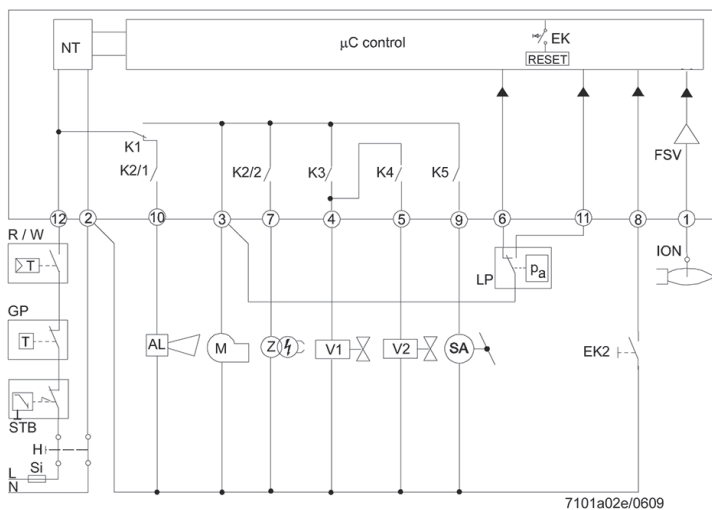 NT
μC control
EK
RESET
K1
K2/1
K2/2
K3
K4
K5
FSV
12
2
10
3
7
4
5
9
6
11
8
1
R / W
T
LP
pa
ION
GP
T
AL
M
Z
V1
V2
SA
EK2
STB
H
Si
L
N
7101a02e/0609